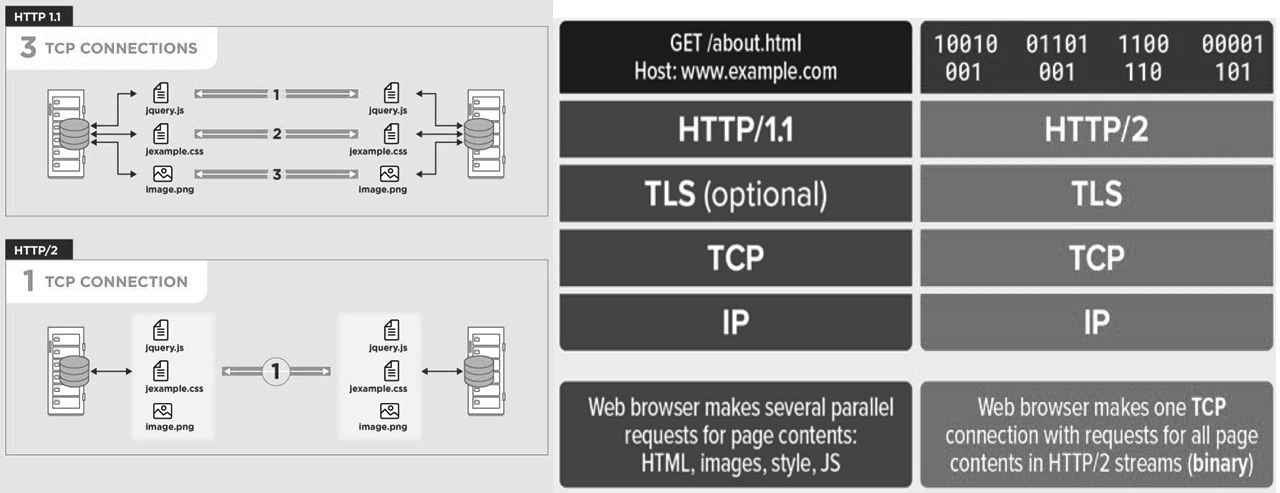 HTTP 1.1
3 TCP CONNECTIONS
jquery.js
1
jquery.js
jexample.css
2
jexample.css
image.png
3
image.png
HTTP/2
1 TCP CONNECTION
jquery.js
jquery.js
jexample.css
1
jexample.css
image.png
image.png
GET /about.html
Host: www.example.com
HTTP/1.1
TLS (optional)
TCP
IP
Web browser makes several parallel
requests for page contents:
HTML, images, style, JS
10010 01101 1100 00001
001 001 110 101
HTTP/2
TLS
TCP
IP
Web browser makes one TCP
connection with requests for all page
contents in HTTP/2 streams (binary)